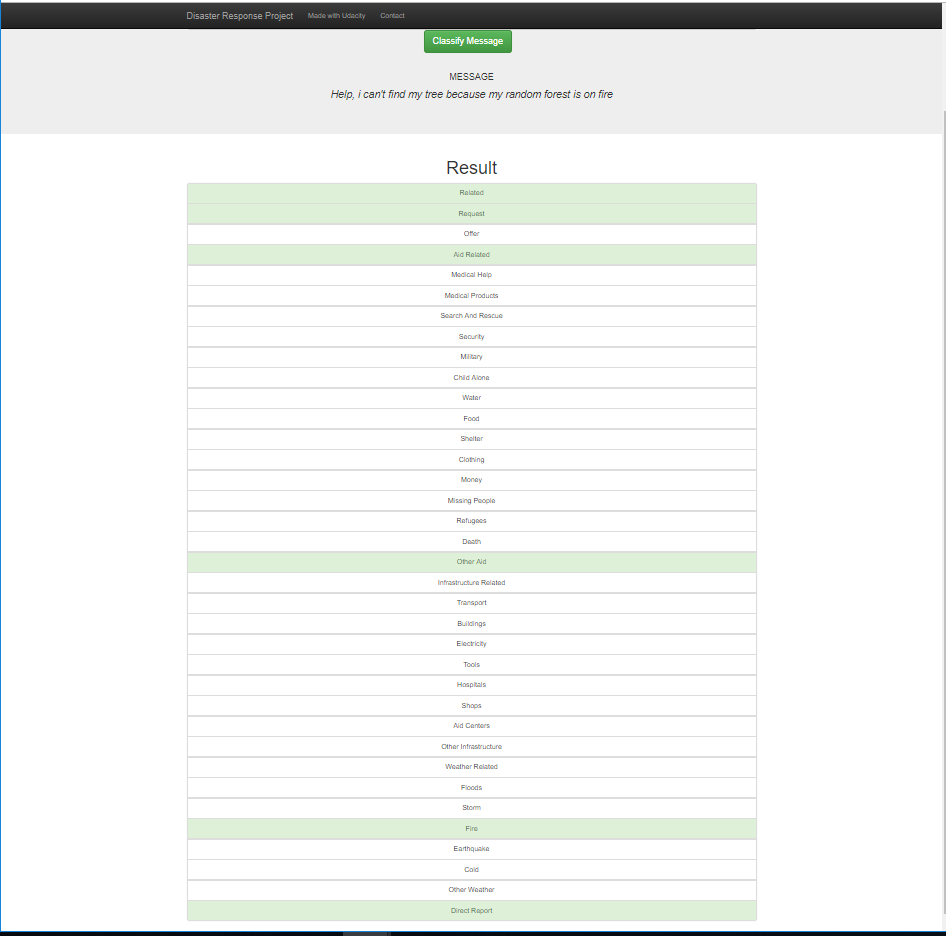 Disaster Response Project Made with Udacity Contact
Classify Message
MESSAGE
Help, i can't find my tree because my random forest is on fire
Result
Related
Request
Offer
Aid Related
Medical Help
Medical Products
Search And Rescue
Security
Military
Child Alone
Water
Food
Shelter
Clothing
Money
Missing People
Refugees
Death
Other Aid
Infrastructure Related
Transport
Buildings
Electricity
Tools
Hospitals
Shops
Aid Centers
Other Infrastructure
Weather Related
Floods
Storm
Fire
Earthquake
Cold
Other Weather
Direct Report